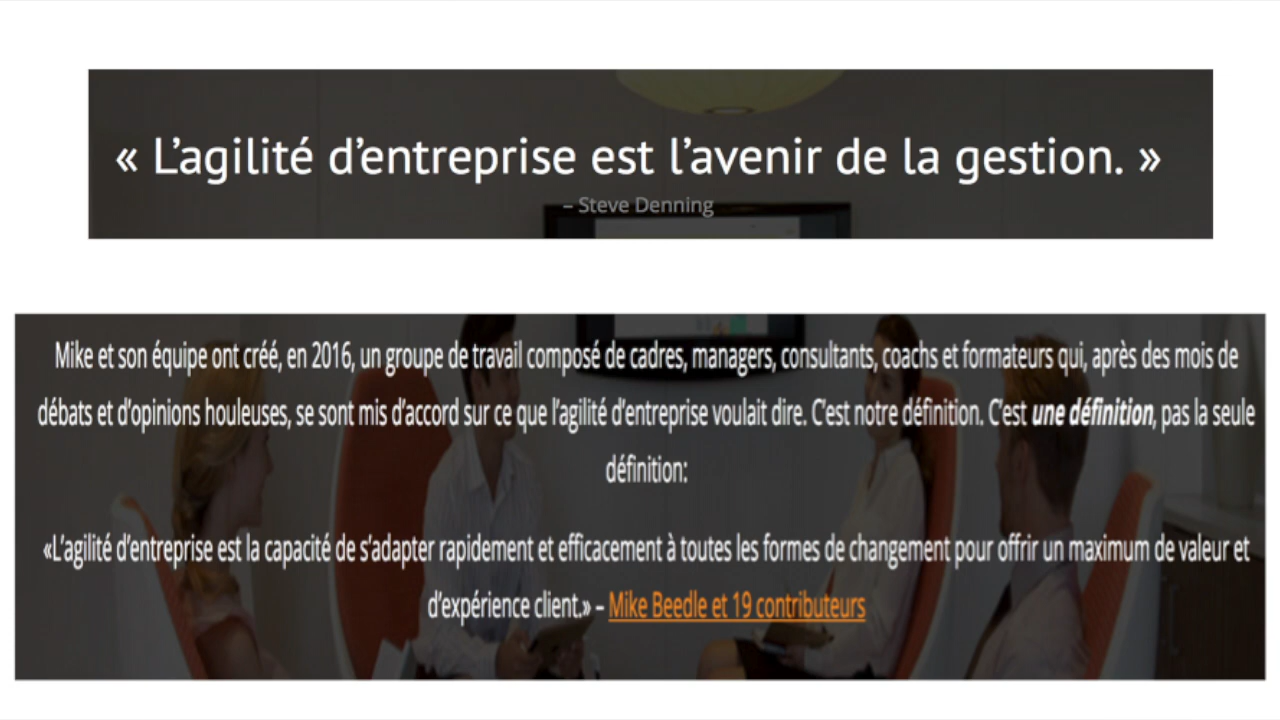 « L’agilité d’entreprise est l’avenir de la gestion. »
– Steve Denning
Mike et son équipe ont créé, en 2016, un groupe de travail composé de cadres, managers, consultants, coachs et formateurs qui, après des mois de
débats et d’opinions houleuses, se sont mis d’accord sur ce que l’agilité d’entreprise voulait dire. C’est notre définition. C’est une définition, pas la seule
définition:
«L’agilité d’entreprise est la capacité de s’adapter rapidement et efficacement à toutes les formes de changement pour offrir un maximum de valeur et
d’expérience client.» – Mike Beedle et 19 contributeurs